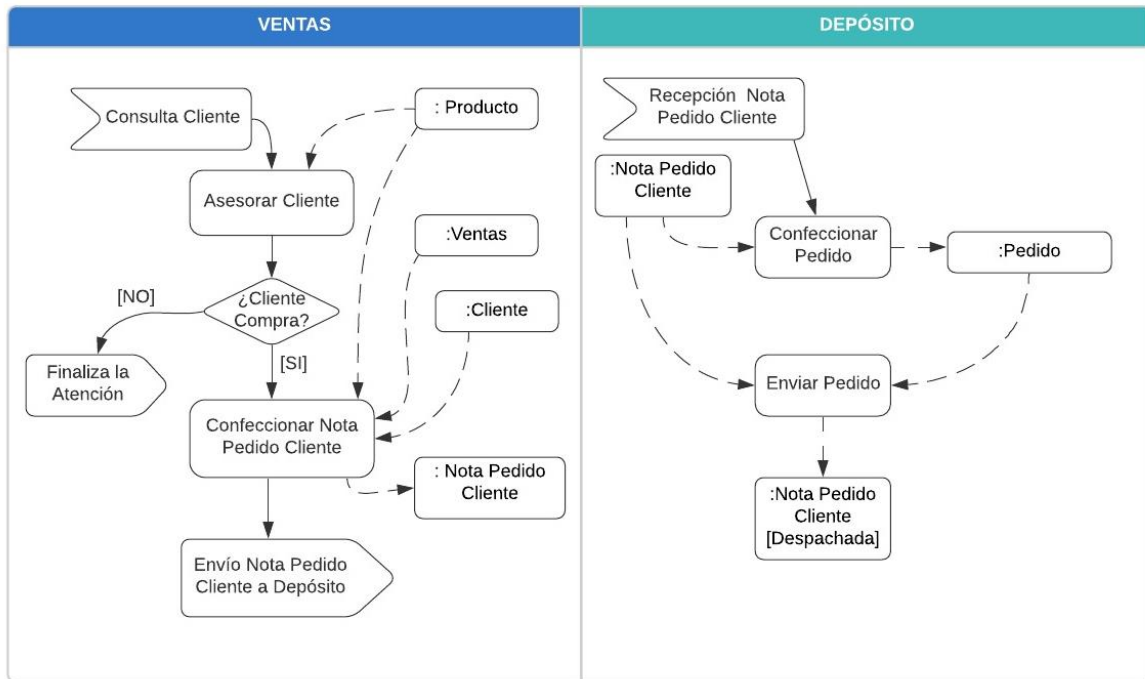 VENTAS
DEPÓSITO
Consulta Cliente
: Producto
Asesorar Cliente
:Ventas
¿Cliente
Compra?
[NO]
:Cliente
[SI]
Finaliza la
Atención
Confeccionar Nota
Pedido Cliente
: Nota Pedido
Cliente
Envío Nota Pedido
Cliente a Depósito
Recepción Nota
Pedido Cliente
:Nota Pedido
Cliente
Confeccionar
Pedido
:Pedido
Enviar Pedido
:Nota Pedido
Cliente
[Despachada]